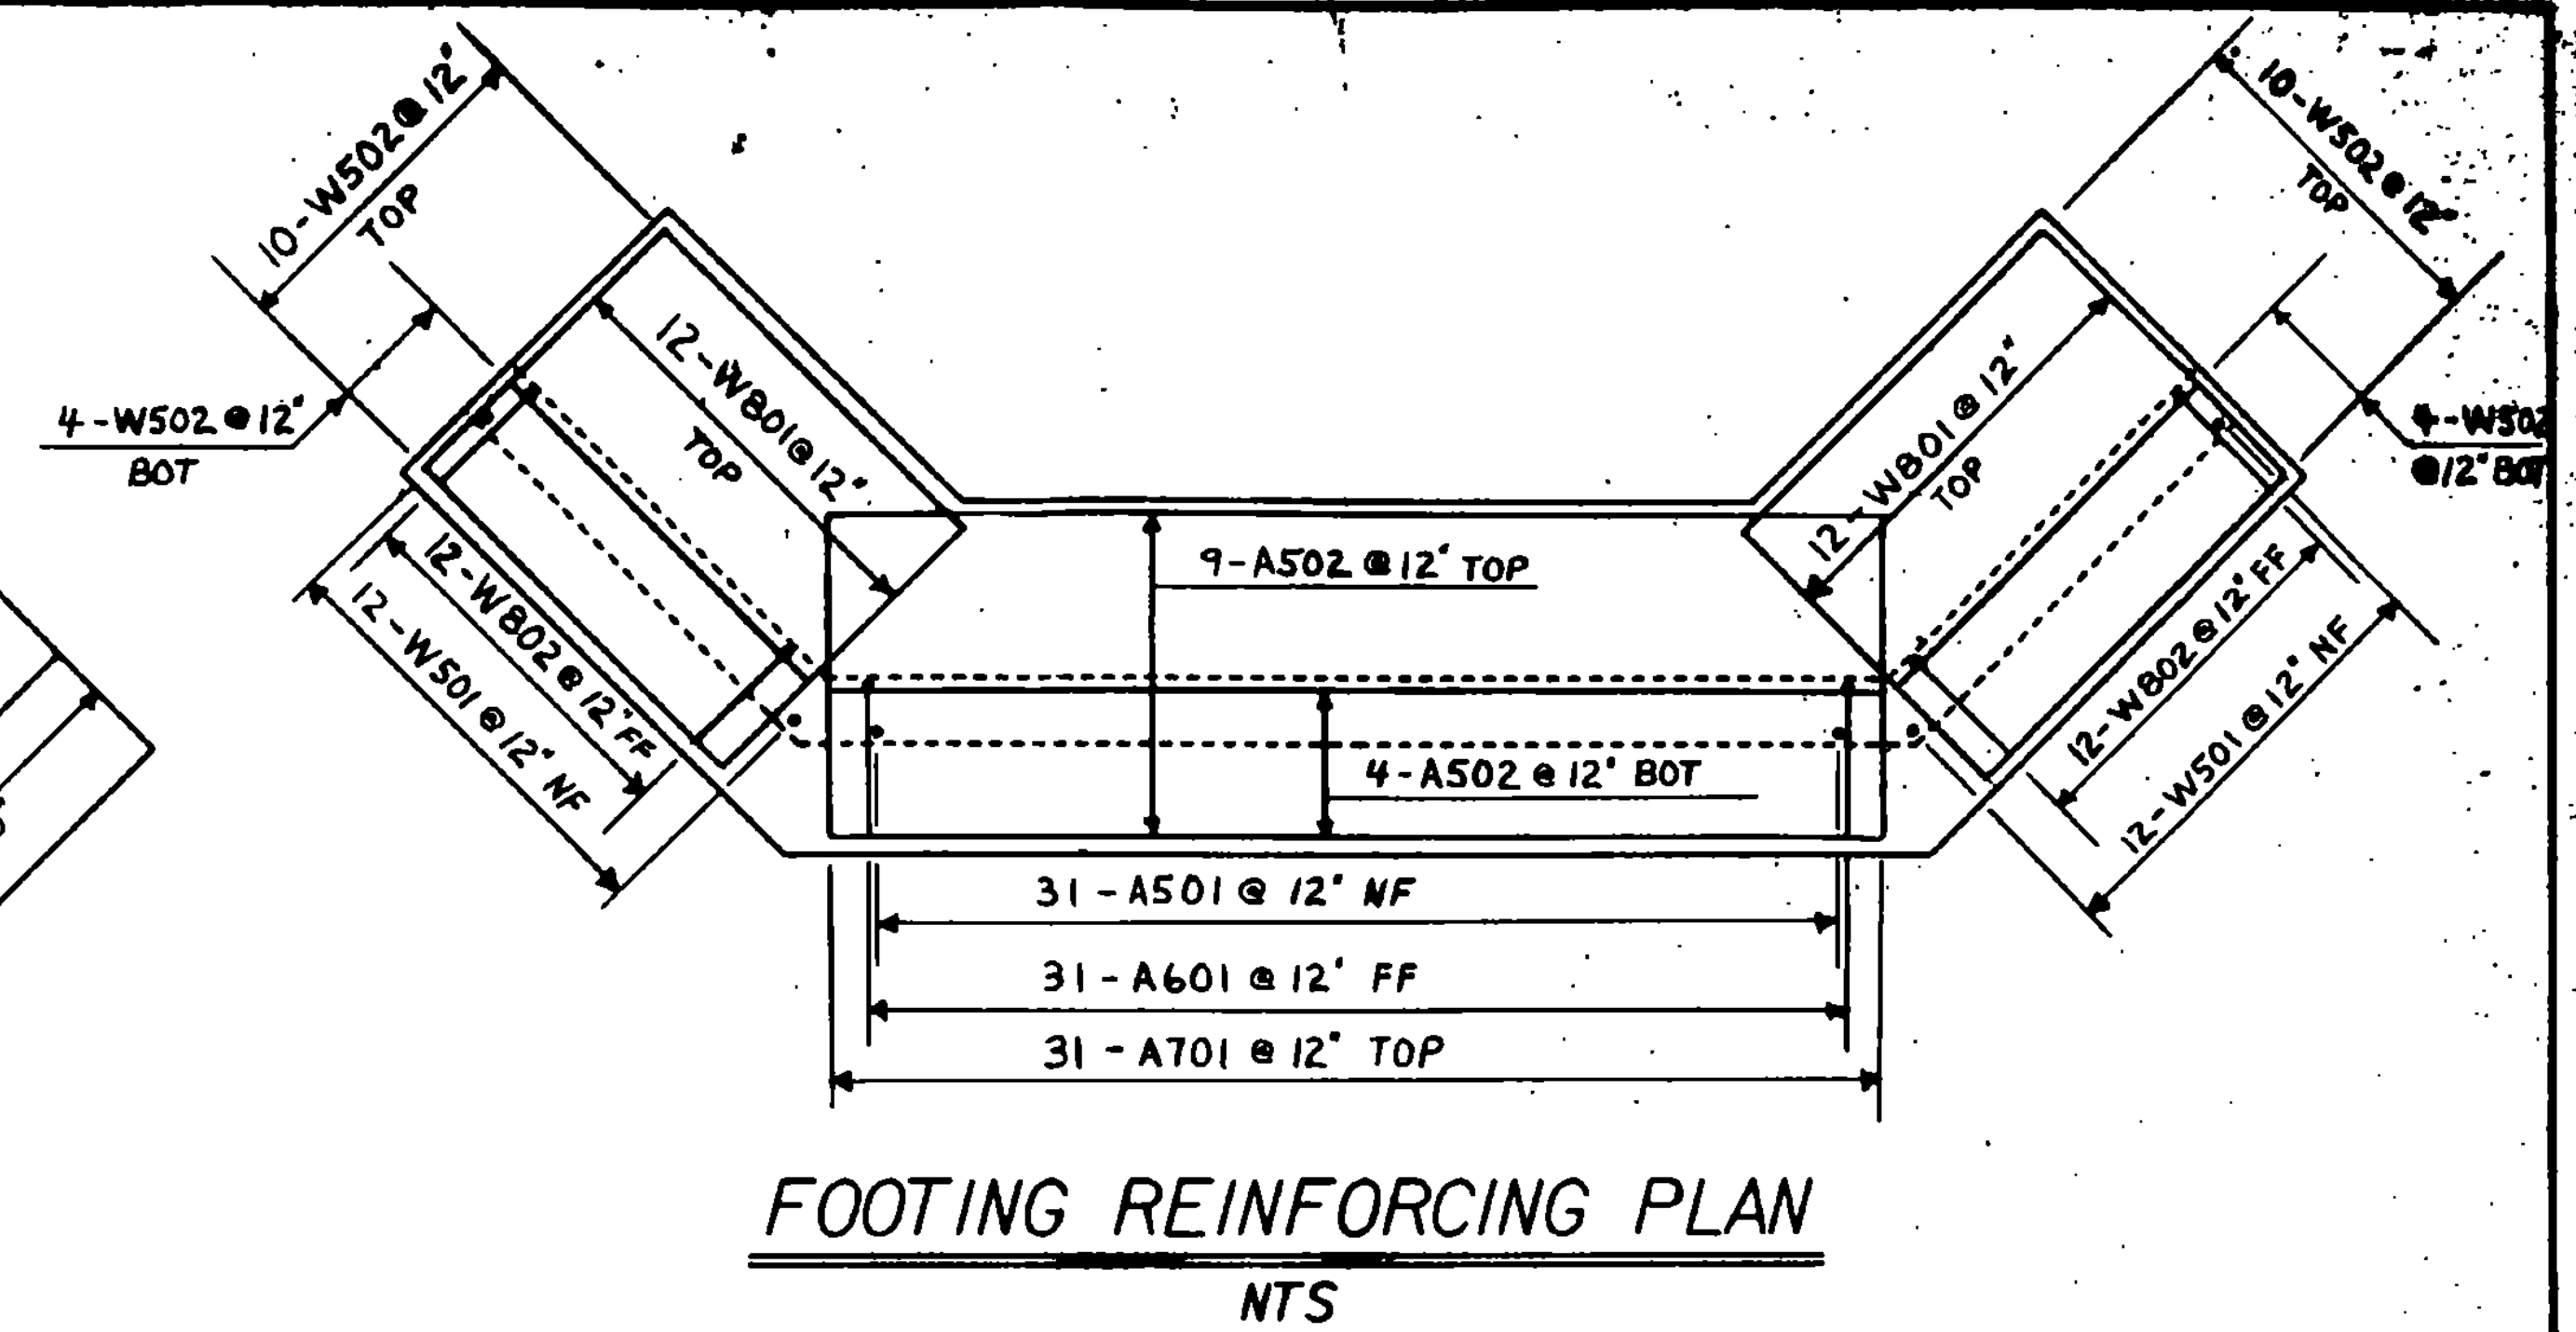 10-W502@12"
TOP
10-W502@12"
TOP
4-W502@12"
BOT
4-W502
@12" BOT
12-W801@12"
TOP
12-W801@12"
TOP
9-A502@12" TOP
12-W802@12" FF
12-W501@12" NF
12-W802@12" FF
12-W501@12" NF
4-A502@12" BOT
31-A501@12" NF
31-A601@12" FF
31-A701@12" TOP
FOOTING REINFORCING PLAN
NTS